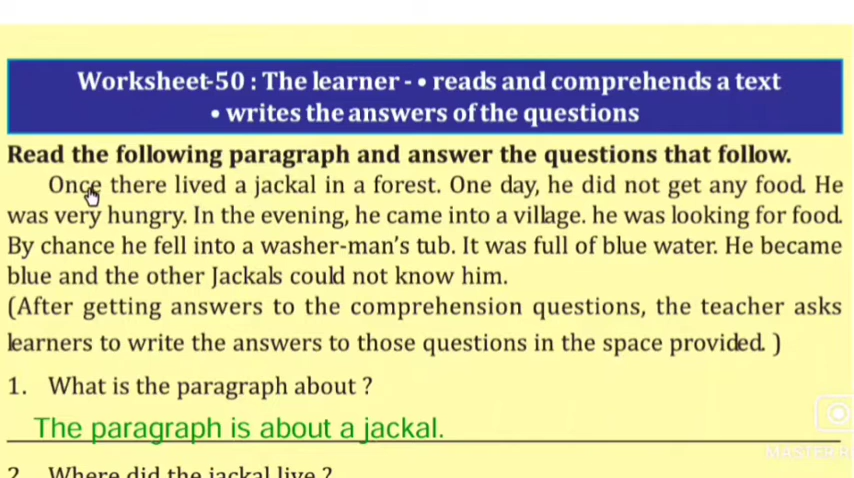 Worksheet-50 : The learner - • reads and comprehends a text
• writes the answers of the questions
Read the following paragraph and answer the questions that follow.
Once there lived a jackal in a forest. One day, he did not get any food. He
was very hungry. In the evening, he came into a village. he was looking for food.
By chance he fell into a washer-man's tub. It was full of blue water. He became
blue and the other Jackals could not know him.
(After getting answers to the comprehension questions, the teacher asks
learners to write the answers to those questions in the space provided. )
1. What is the paragraph about ?
The paragraph is about a jackal.
2. Where did the jackal live ?